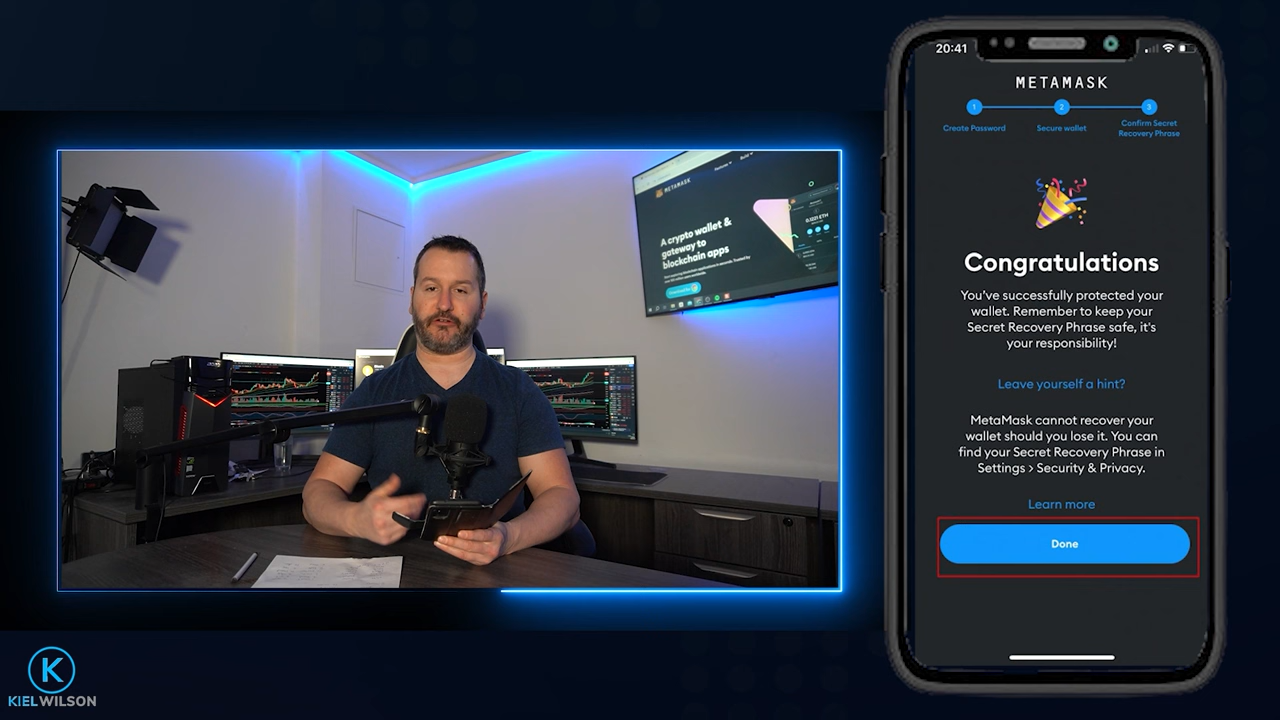 METAMASK
A crypto wallet &
gateway to
blockchain apps
K
KIELWILSON
20:41
METAMASK
1
2
3
Create Password
Secure wallet
Confirm Secret
Recovery Phrase
Congratulations
You've successfully protected your
wallet. Remember to keep your
Secret Recovery Phrase safe, it's
your responsibility!
Leave yourself a hint?
MetaMask cannot recover your
wallet should you lose it. You can
find your Secret Recovery Phrase in
Settings > Security & Privacy.
Learn more
Done